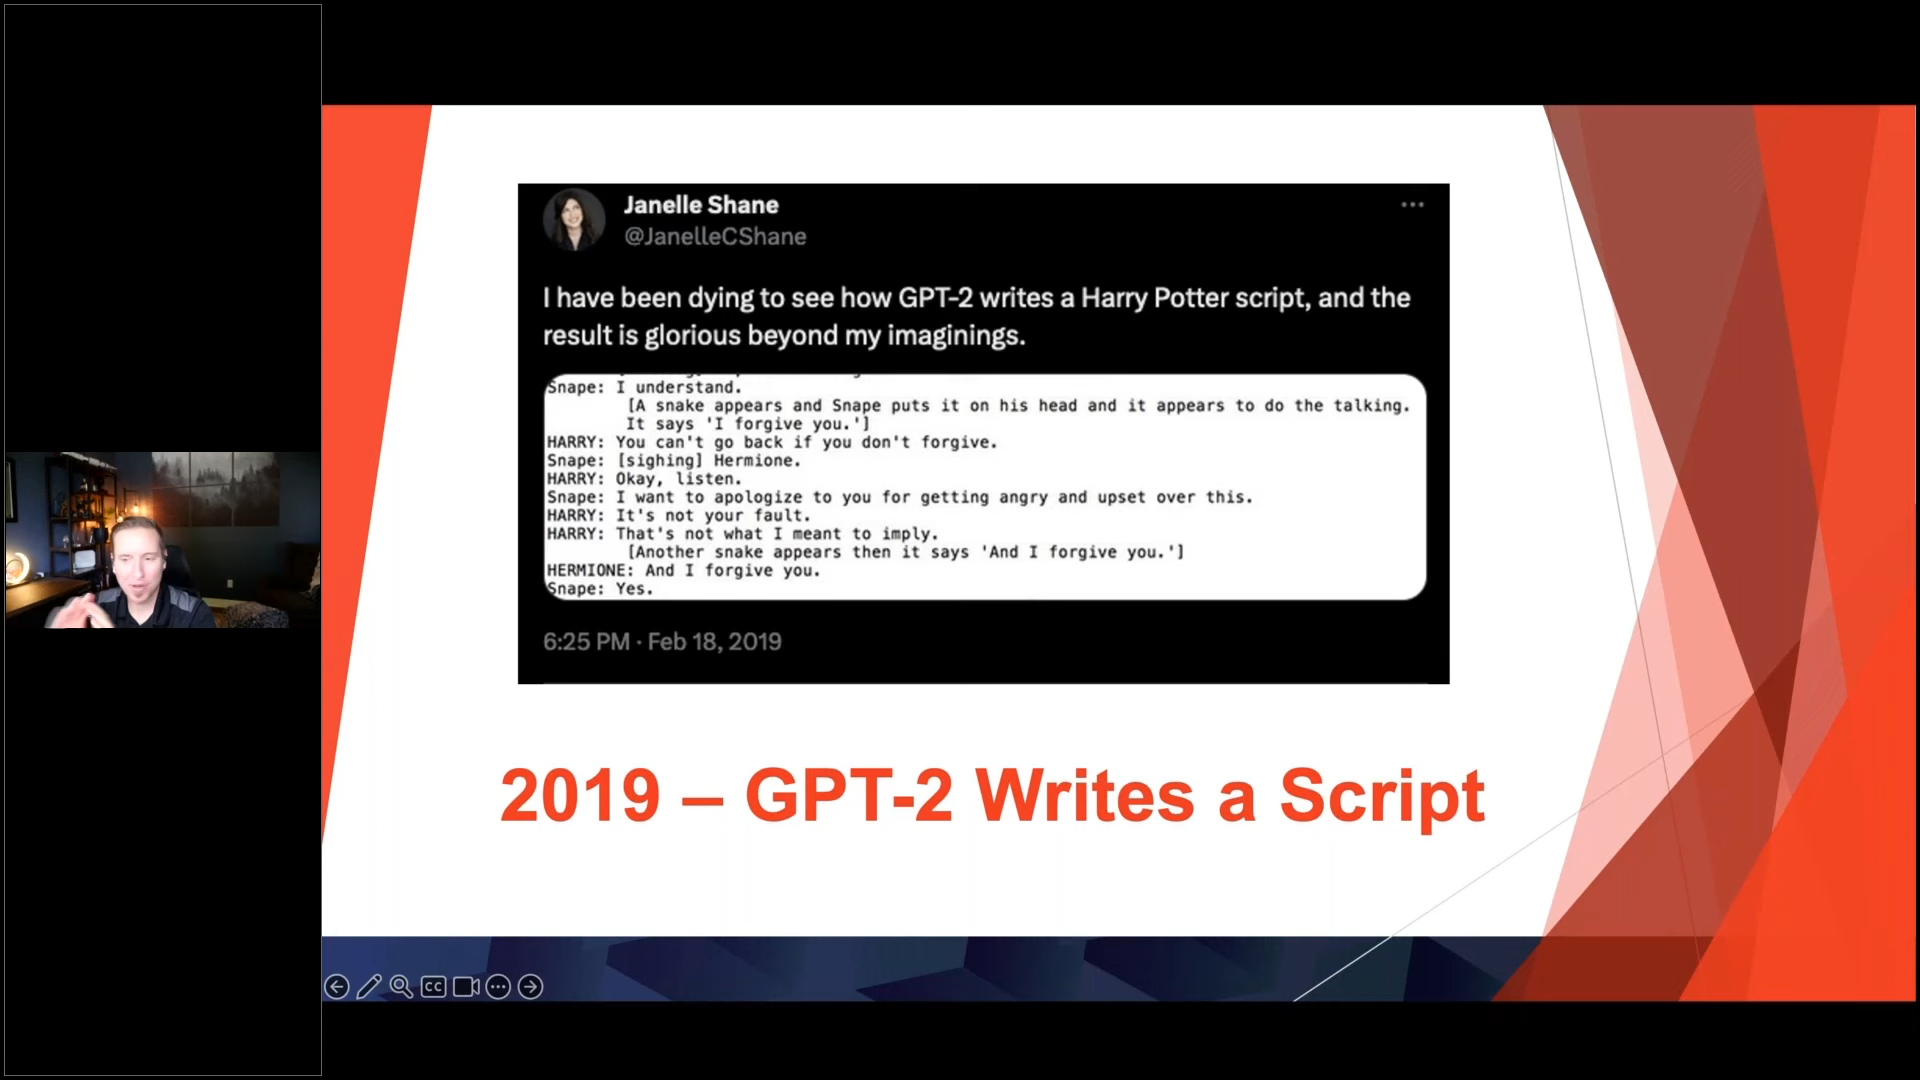 Janelle Shane
@JanelleCShane
I have been dying to see how GPT-2 writes a Harry Potter script, and the
result is glorious beyond my imaginings.
Snape: I understand.
[A snake appears and Snape puts it on his head and it appears to do the talking.
It says 'I forgive you.']
HARRY: You can't go back if you don't forgive.
Snape: [sighing] Hermione.
HARRY: Okay, listen.
Snape: I want to apologize to you for getting angry and upset over this.
HARRY: It's not your fault.
HARRY: That's not what I meant to imply.
[Another snake appears then it says 'And I forgive you.']
HERMIONE: And I forgive you.
Snape: Yes.
6:25 PM · Feb 18, 2019
2019 – GPT-2 Writes a Script
CC